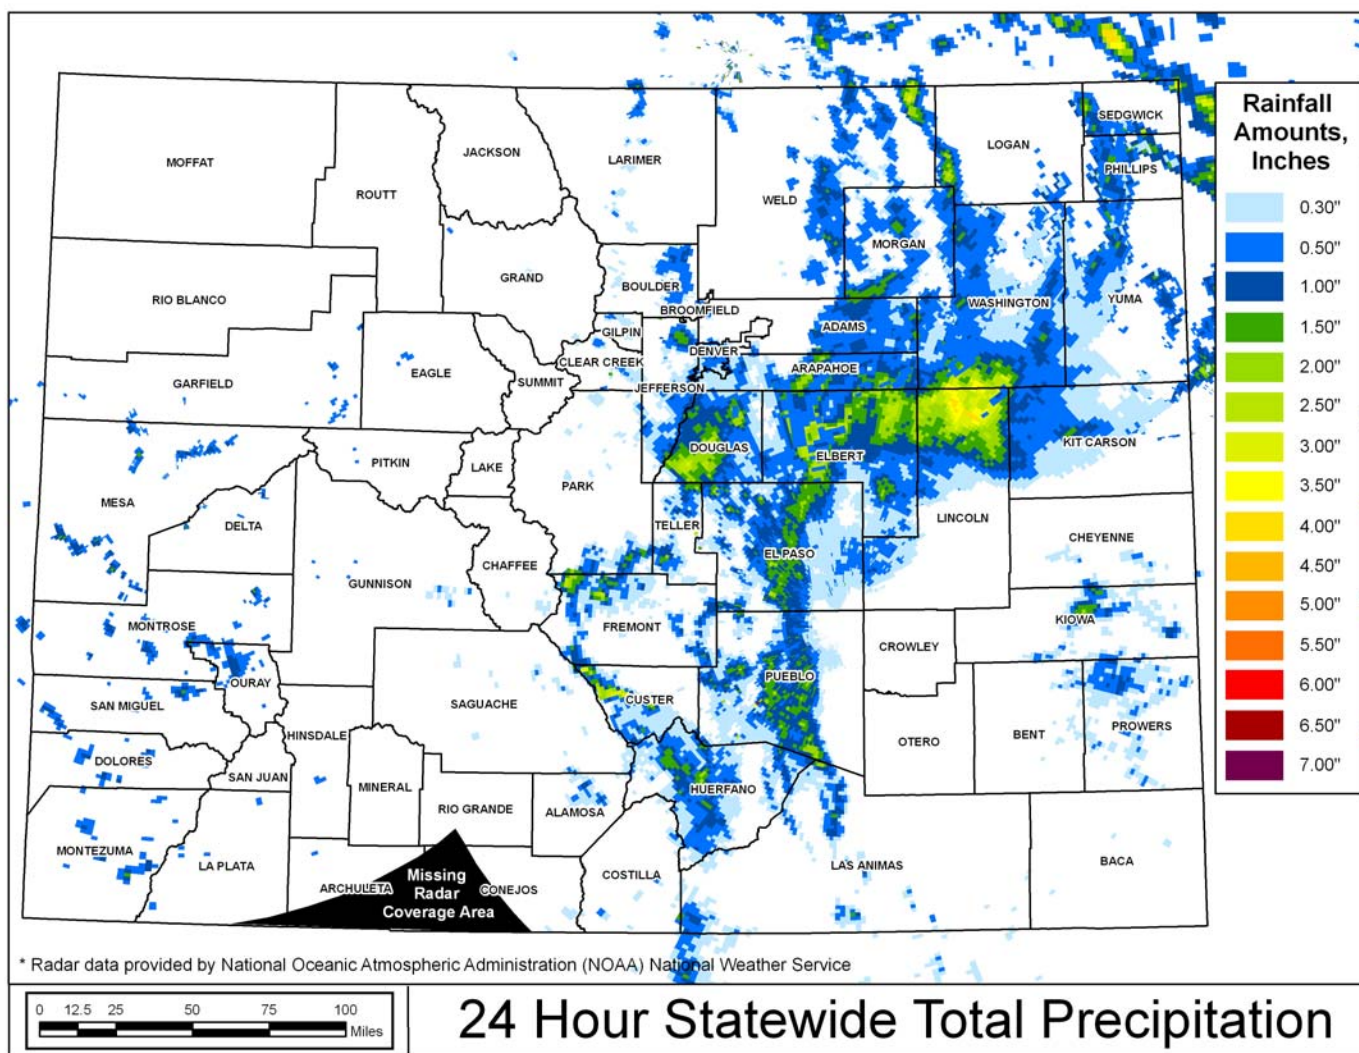 Rainfall
Amounts,
Inches
0.30"
0.50"
1.00"
1.50"
2.00"
2.50"
3.00"
3.50"
4.00"
4.50"
5.00"
5.50"
6.00"
6.50"
7.00"
SEDGWICK
LOGAN
JACKSON
LARIMER
MOFFAT
PHILLIPS
ROUTT
WELD
MORGAN
GRAND
BOULDER
RIO BLANCO
YUMA
WASHINGTON
BROOMFIELD
ADAMS
GILPIN
DENVER
CLEAR CREEK
ARAPAHOE
EAGLE
SUMMIT
GARFIELD
JEFFERSON
KIT CARSON
DOUGLAS
ELBERT
PITKIN
LAKE
PARK
MESA
LINCOLN
DELTA
TELLER
CHEYENNE
EL PASO
CHAFFEE
GUNNISON
KIOWA
MONTROSE
FREMONT
CROWLEY
PUEBLO
OURAY
CUSTER
SAGUACHE
SAN MIGUEL
PROWERS
BENT
HINSDALE
OTERO
DOLORES
SAN JUAN
MINERAL
HUERFANO
RIO GRANDE
ALAMOSA
MONTEZUMA
LA PLATA
BACA
LAS ANIMAS
COSTILLA
ARCHULETA
CONEJOS
Missing
Radar
Coverage Area
* Radar data provided by National Oceanic Atmospheric Administration (NOAA) National Weather Service
0 12.5 25 50 75 100
Miles
24 Hour Statewide Total Precipitation